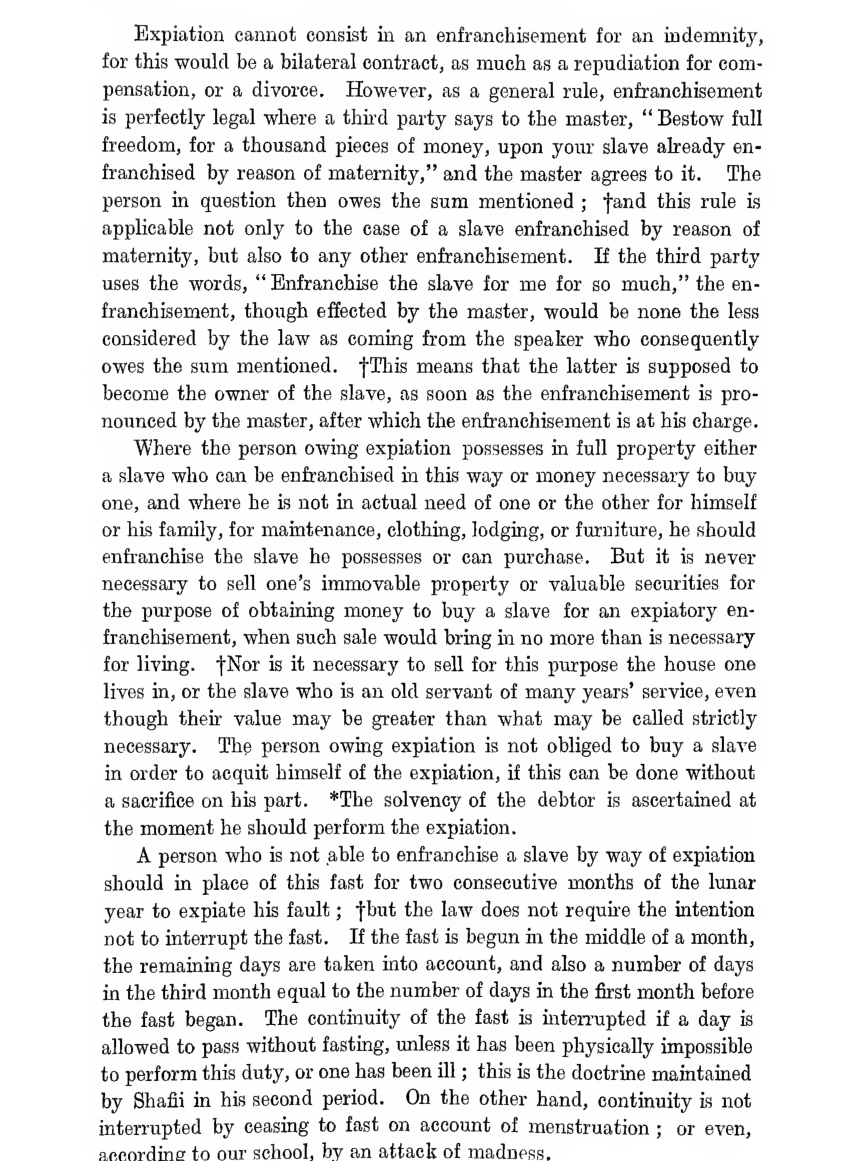 Expiation cannot consist in an enfranchisement for an indemnity,
for this would be a bilateral contract, as much as a repudiation for com-
pensation, or a divorce. However, as a general rule, enfranchisement
is perfectly legal where a third party says to the master, “Bestow full
freedom, for a thousand pieces of money, upon your slave already en-
franchised by reason of maternity,” and the master agrees to it. The
person in question then owes the sum mentioned ; †and this rule is
applicable not only to the case of a slave enfranchised by reason of
maternity, but also to any other enfranchisement. If the third party
uses the words, “Enfranchise the slave for me for so much,” the en-
franchisement, though effected by the master, would be none the less
considered by the law as coming from the speaker who consequently
owes the sum mentioned. †This means that the latter is supposed to
become the owner of the slave, as soon as the enfranchisement is pro-
nounced by the master, after which the enfranchisement is at his charge.
Where the person owing expiation possesses in full property either
a slave who can be enfranchised in this way or money necessary to buy
one, and where he is not in actual need of one or the other for himself
or his family, for maintenance, clothing, lodging, or furniture, he should
enfranchise the slave he possesses or can purchase. But it is never
necessary to sell one’s immovable property or valuable securities for
the purpose of obtaining money to buy a slave for an expiatory en-
franchisement, when such sale would bring in no more than is necessary
for living. †Nor is it necessary to sell for this purpose the house one
lives in, or the slave who is an old servant of many years’ service, even
though their value may be greater than what may be called strictly
necessary. The person owing expiation is not obliged to buy a slave
in order to acquit himself of the expiation, if this can be done without
a sacrifice on his part. *The solvency of the debtor is ascertained at
the moment he should perform the expiation.
A person who is not able to enfranchise a slave by way of expiation
should in place of this fast for two consecutive months of the lunar
year to expiate his fault ; †but the law does not require the intention
not to interrupt the fast. If the fast is begun in the middle of a month,
the remaining days are taken into account, and also a number of days
in the third month equal to the number of days in the first month before
the fast began. The continuity of the fast is interrupted if a day is
allowed to pass without fasting, unless it has been physically impossible
to perform this duty, or one has been ill ; this is the doctrine maintained
by Shafii in his second period. On the other hand, continuity is not
interrupted by ceasing to fast on account of menstruation ; or even,
according to our school, by an attack of madness.